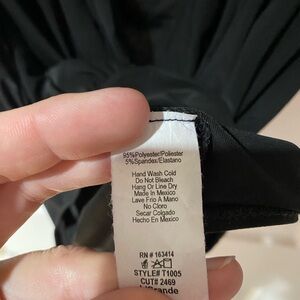 95%Polyester/Poliester
5%Spandex/Elastano
Hand Wash Cold
Do Not Bleach
Hang Or Line Dry
Made In Mexico
Lave Frio A Mano
No Cloro
Secar Colgado
Hecho En Mexico
RN # 163414
STYLE# T1005
CUT# 2469